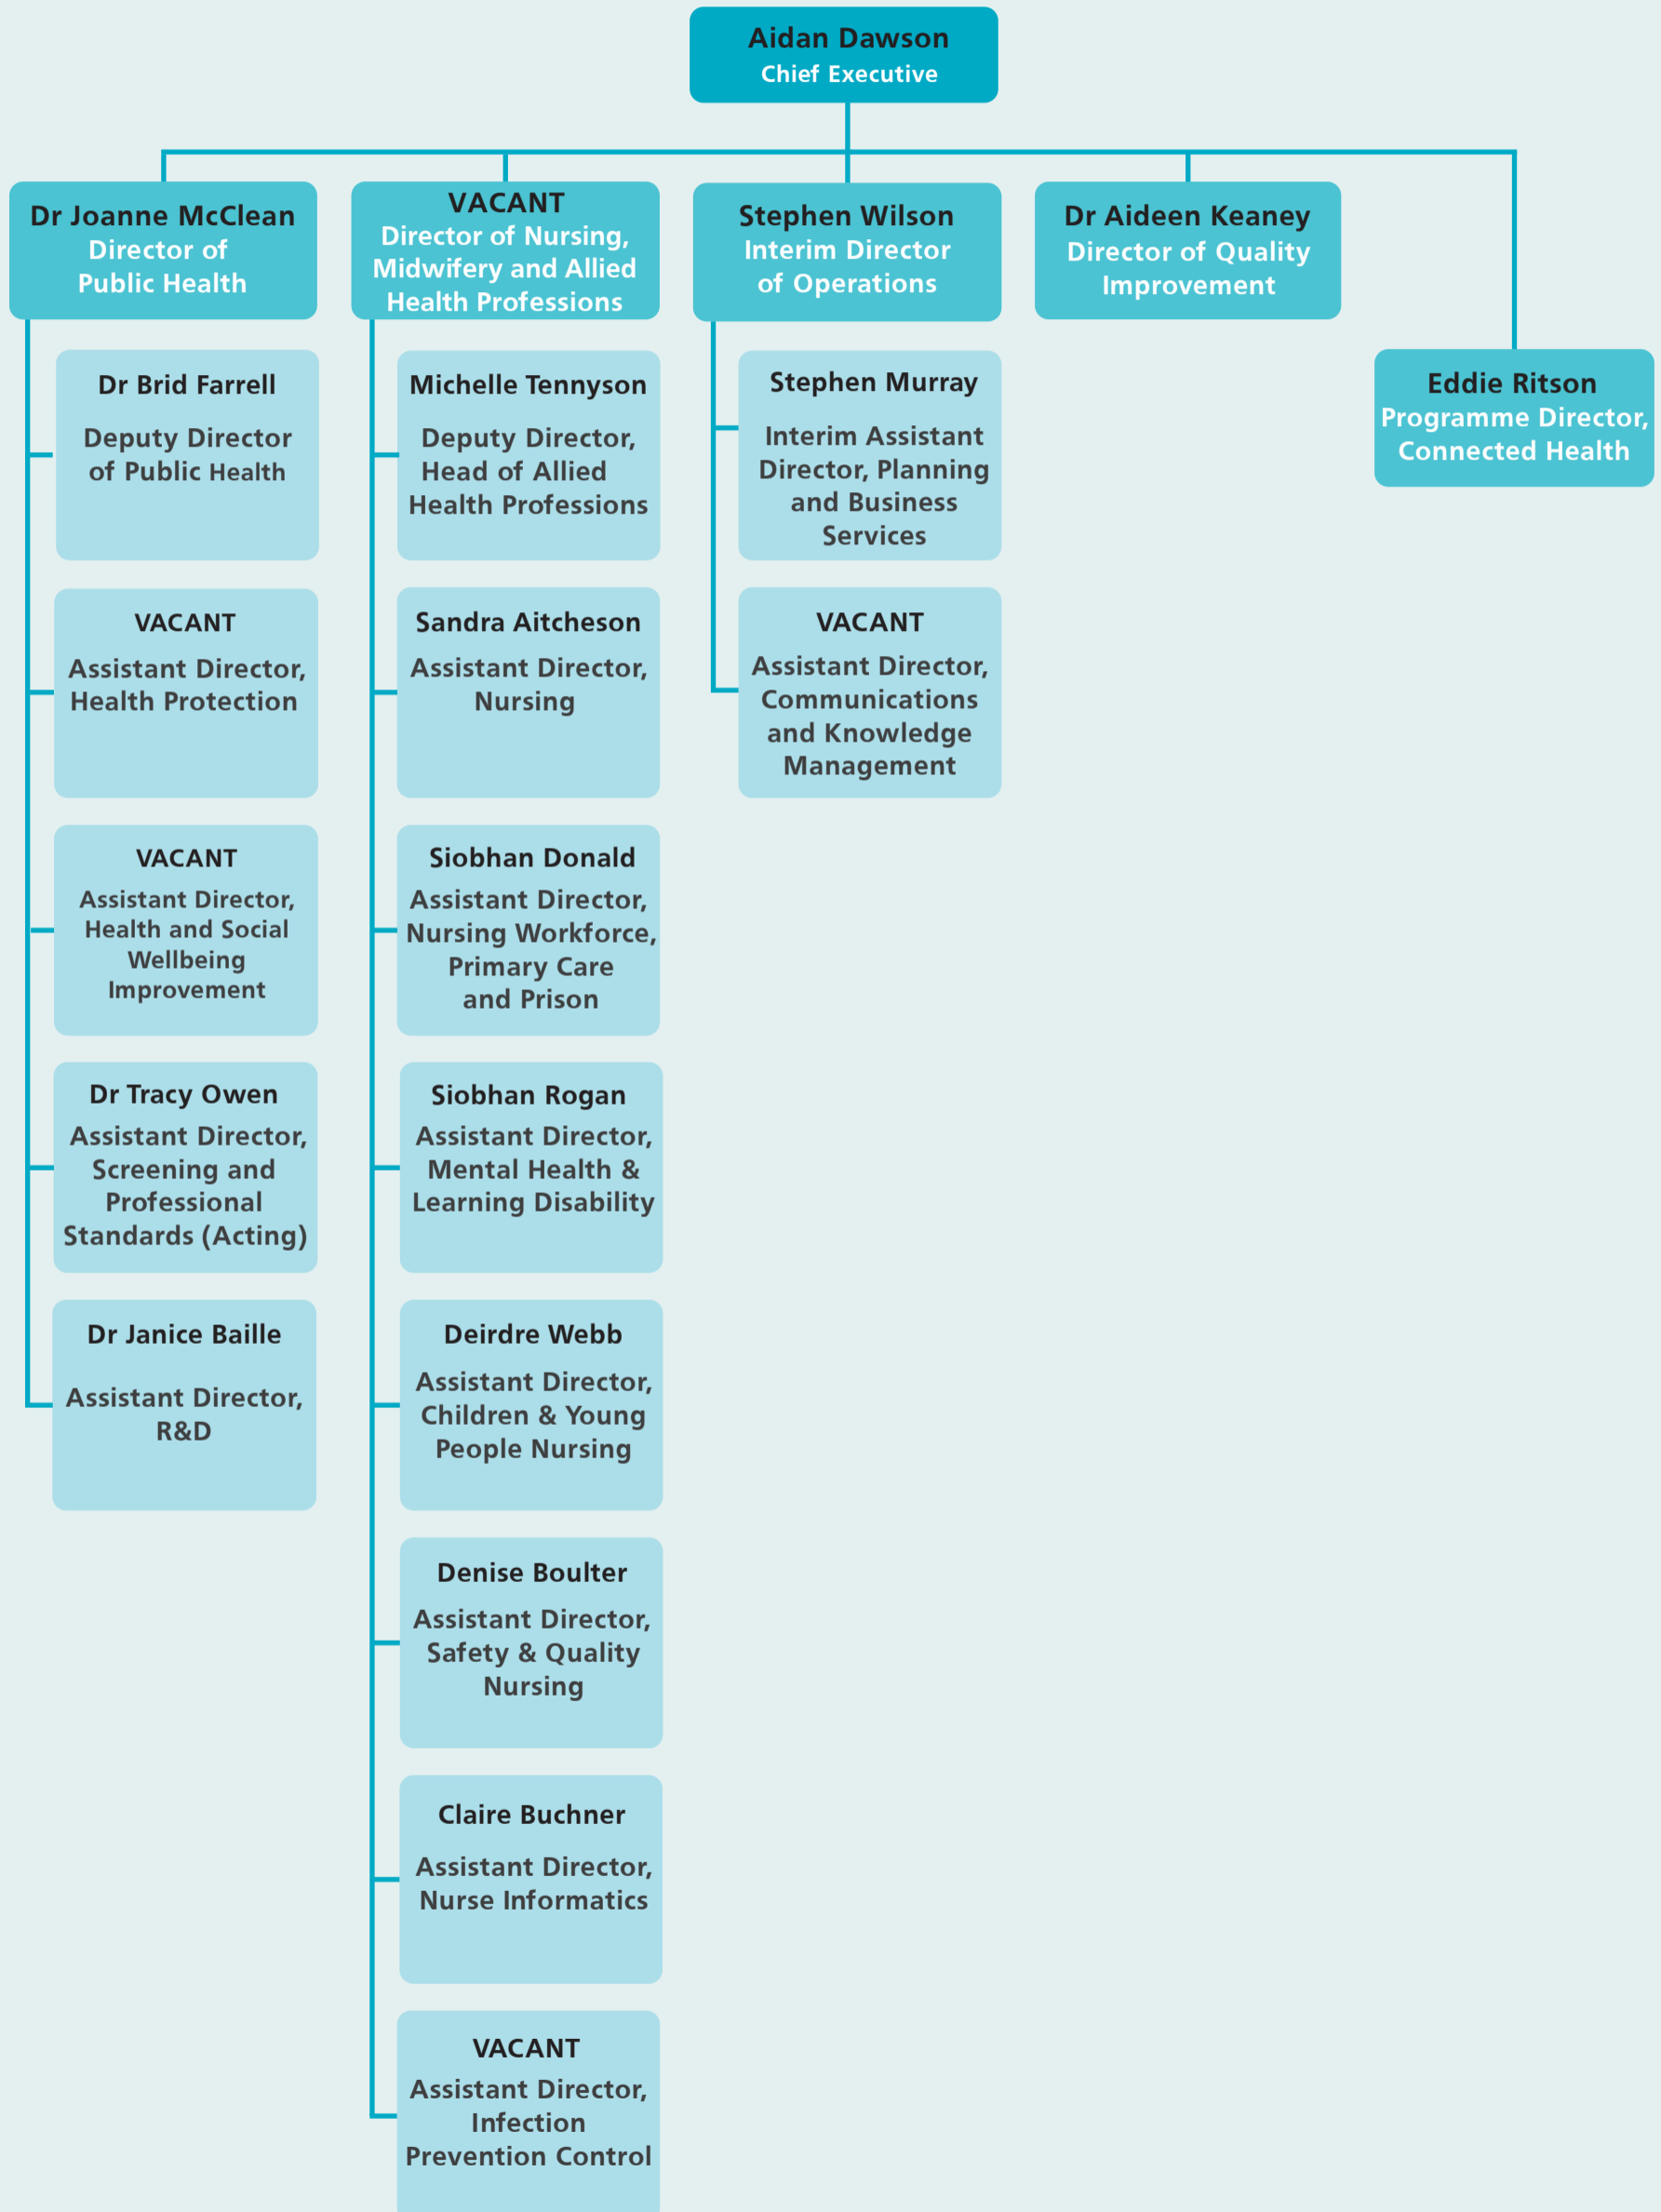 Aidan Dawson
Chief Executive
Dr Joanne McClean
Director of
Public Health
VACANT
Director of Nursing,
Midwifery and Allied
Health Professions
Stephen Wilson
Interim Director
of Operations
Dr Aideen Keaney
Director of Quality
Improvement
Eddie Ritson
Programme Director,
Connected Health
Dr Brid Farrell
Deputy Director
of Public Health
VACANT
Assistant Director,
Health Protection
VACANT
Assistant Director,
Health and Social
Wellbeing
Improvement
Dr Tracy Owen
Assistant Director,
Screening and
Professional
Standards (Acting)
Dr Janice Baille
Assistant Director,
R&D
Michelle Tennyson
Deputy Director,
Head of Allied
Health Professions
Sandra Aitcheson
Assistant Director,
Nursing
Siobhan Donald
Assistant Director,
Nursing Workforce,
Primary Care
and Prison
Siobhan Rogan
Assistant Director,
Mental Health &
Learning Disability
Deirdre Webb
Assistant Director,
Children & Young
People Nursing
Denise Boulter
Assistant Director,
Safety & Quality
Nursing
Claire Buchner
Assistant Director,
Nurse Informatics
VACANT
Assistant Director,
Infection
Prevention Control
Stephen Murray
Interim Assistant
Director, Planning
and Business
Services
VACANT
Assistant Director,
Communications
and Knowledge
Management